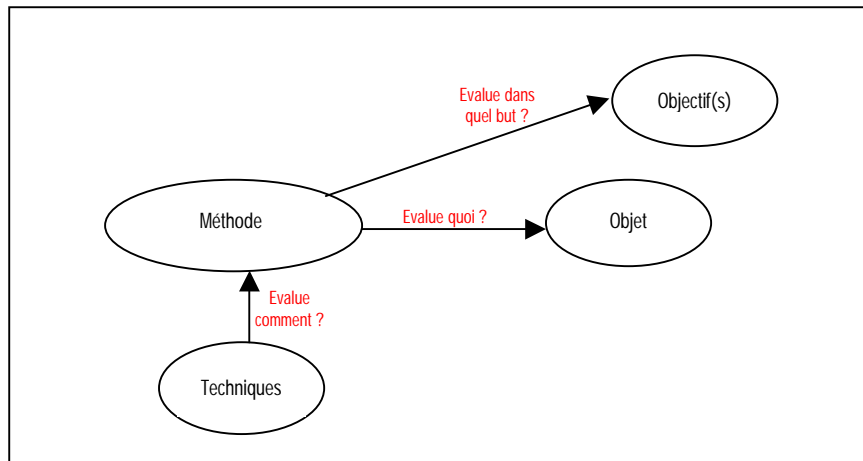 Evalue dans
quel but ?
Objectif(s)
Méthode
Evalue quoi ?
Objet
Evalue
comment ?
Techniques